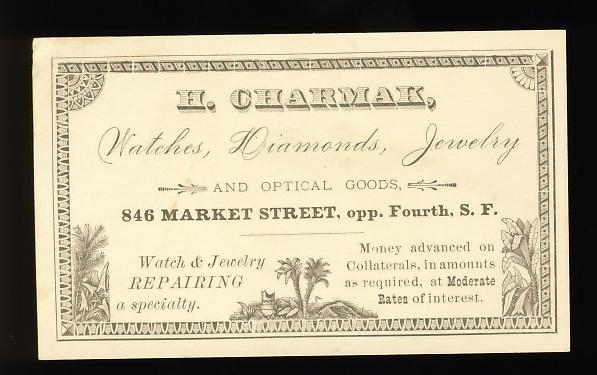 H. CHARMAK,
Watches, Diamonds, Jewelry
AND OPTICAL GOODS,
846 MARKET STREET, opp. Fourth, S. F.
Watch & Jewelry
REPAIRING
a specialty.
Money advanced on
Collaterals, in amounts
as required, at Moderate
Rates of interest.